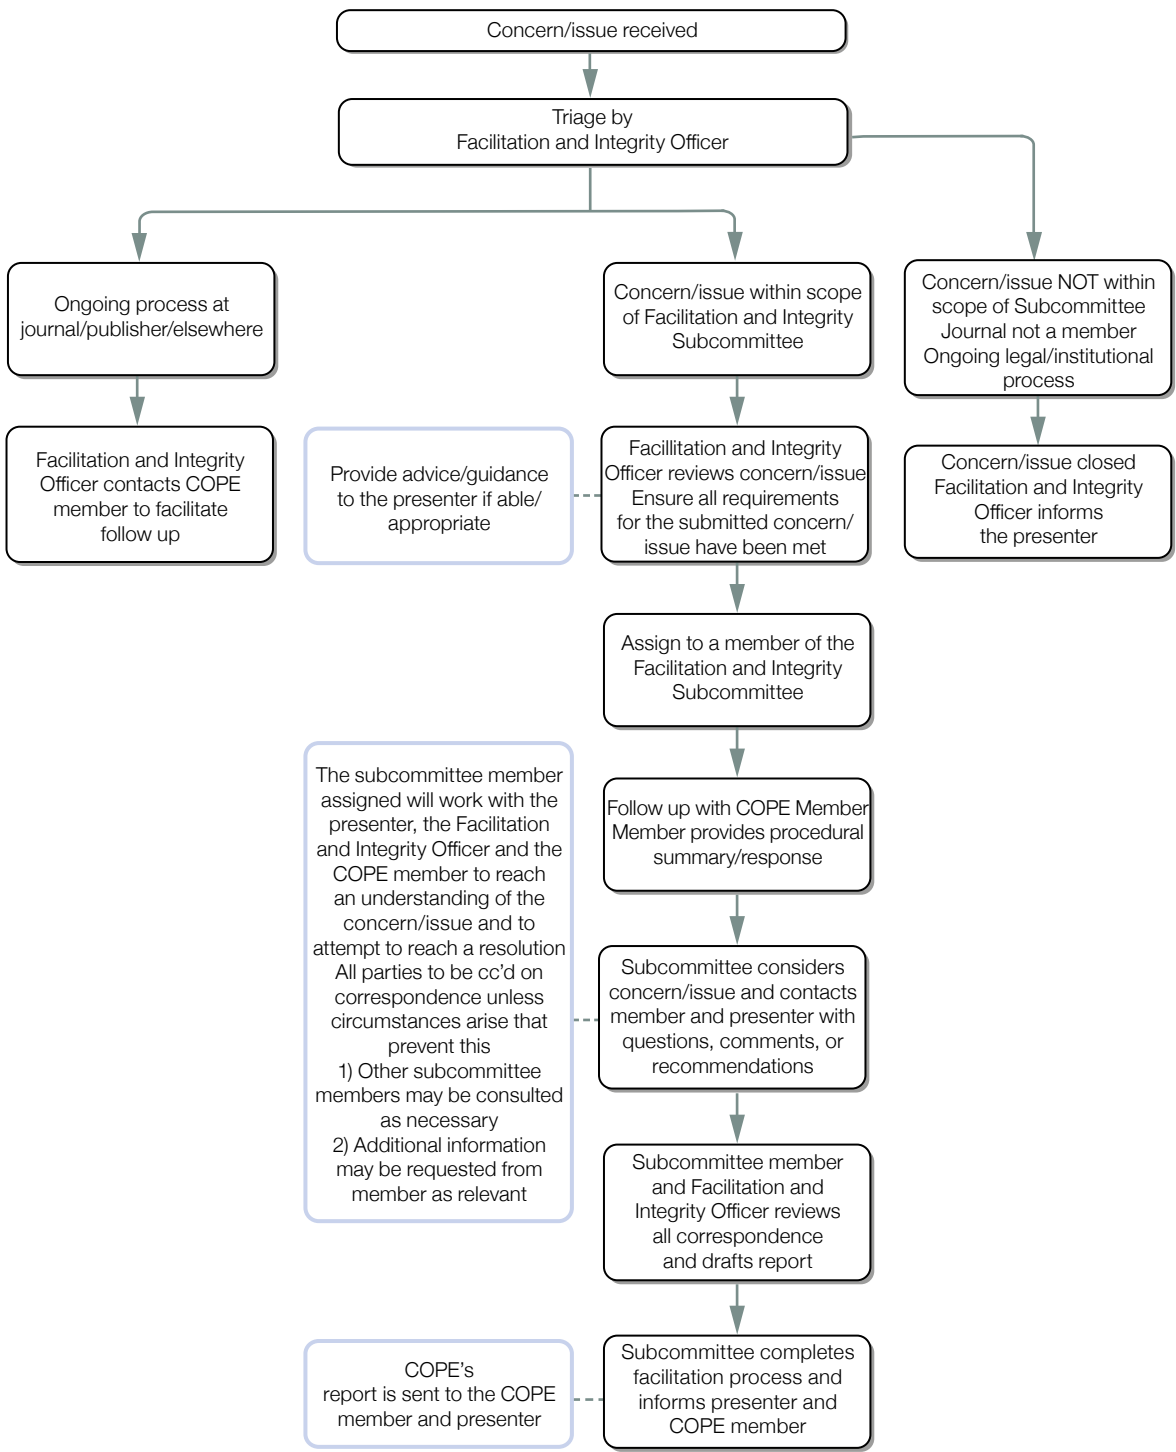 Concern/issue received
Triage by
Facilitation and Integrity Officer
Ongoing process at
journal/publisher/elsewhere
Concern/issue within scope
of Facilitation and Integrity
Subcommittee
Concern/issue NOT within
scope of Subcommittee
Journal not a member
Ongoing legal/institutional
process
Facilitation and Integrity
Officer contacts COPE
member to facilitate
follow up
Provide advice/guidance
to the presenter if able/
appropriate
Facillitation and Integrity
Officer reviews concern/issue
Ensure all requirements
for the submitted concern/
issue have been met
Concern/issue closed
Facilitation and Integrity
Officer informs
the presenter
Assign to a member of the
Facilitation and Integrity
Subcommittee
The subcommittee member
assigned will work with the
presenter, the Facilitation
and Integrity Officer and the
COPE member to reach
an understanding of the
concern/issue and to
attempt to reach a resolution
All parties to be cc'd on
correspondence unless
circumstances arise that
prevent this
1) Other subcommittee
members may be consulted
as necessary
2) Additional information
may be requested from
member as relevant
Follow up with COPE Member
Member provides procedural
summary/response
Subcommittee considers
concern/issue and contacts
member and presenter with
questions, comments, or
recommendations
Subcommittee member
and Facilitation and
Integrity Officer reviews
all correspondence
and drafts report
COPE's
report is sent to the COPE
member and presenter
Subcommittee completes
facilitation process and
informs presenter and
COPE member